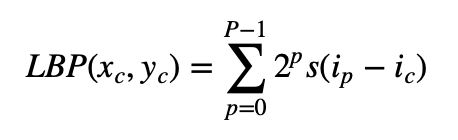 LBP(x_c, y_c) = \sum_{p=0}^{P-1} 2^p s(i_p − i_c)